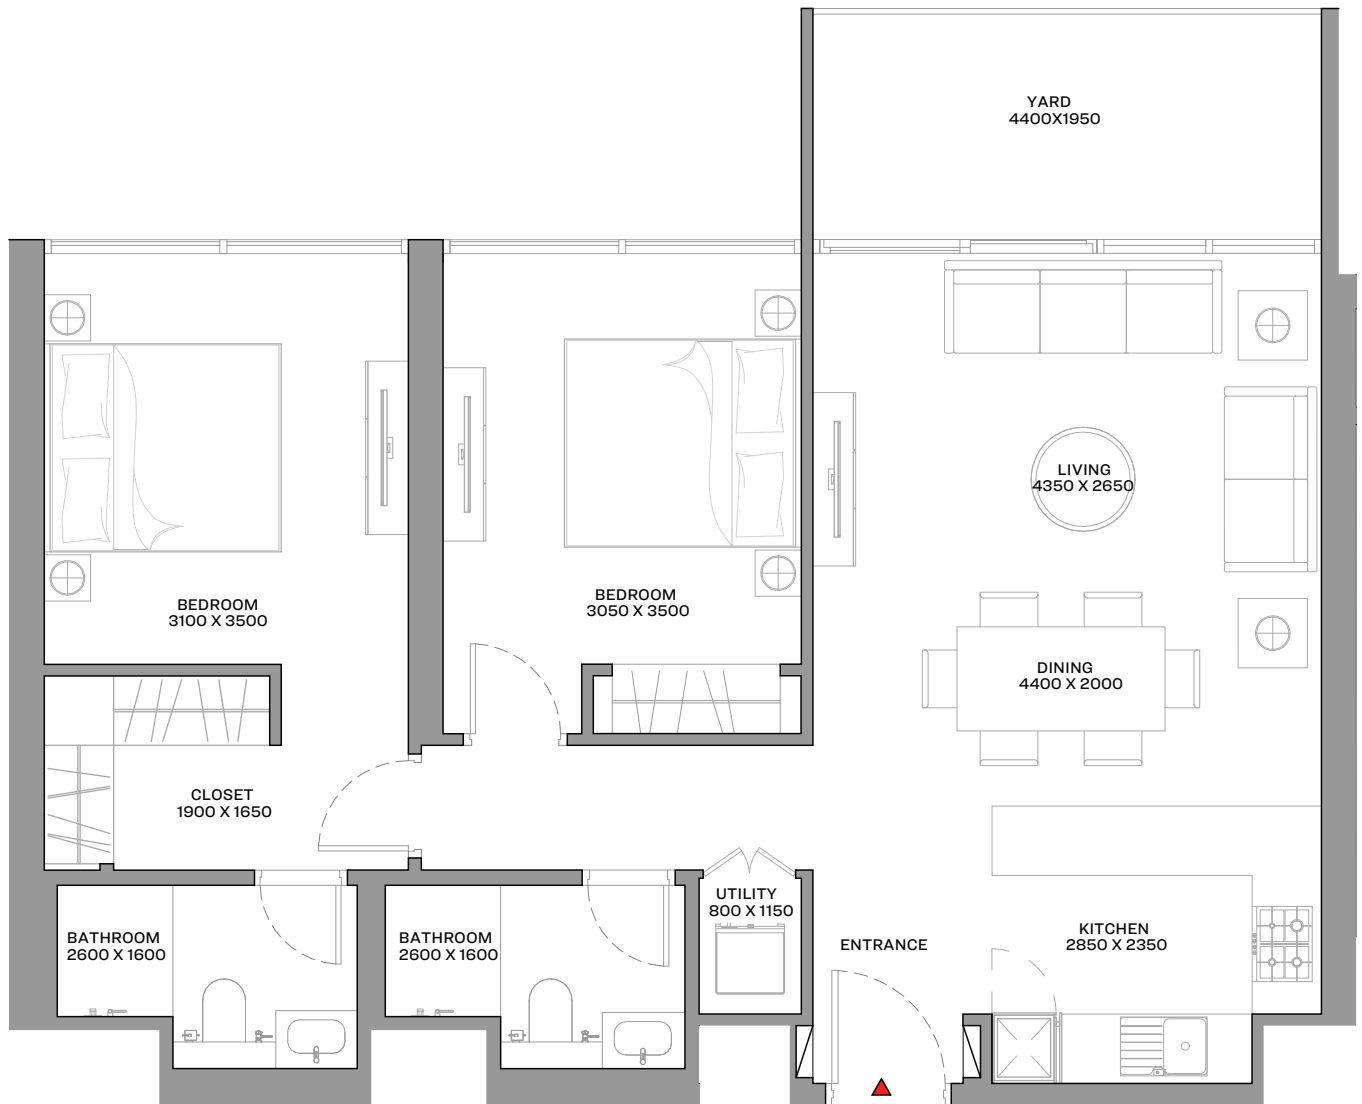 YARD
4400X1950
LIVING
4350 X 2650
BEDROOM
3100 X 3500
BEDROOM
3050 X 3500
DINING
4400 X 2000
CLOSET
1900 X 1650
UTILITY
800 X 1150
BATHROOM
2600 X 1600
BATHROOM
2600 X 1600
ENTRANCE
KITCHEN
2850 X 2350